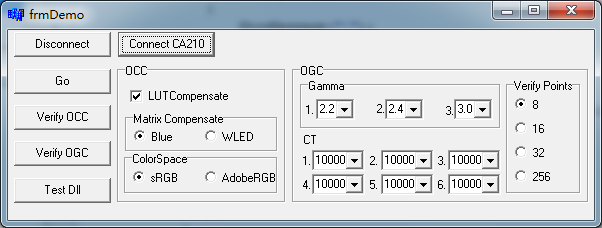 frmDemo
Disconnect
Connect CA210
Go
Verify OCC
Verify OGC
Test Dll
OCC
LUTCompensate
Matrix Compensate
Blue WLED
ColorSpace
sRGB AdobeRGB
OGC
Gamma
1. 2.2 2. 2.4 3. 3.0
CT
1. 10000 2. 10000 3. 10000
4. 10000 5. 10000 6. 10000
Verify Points
8
16
32
256